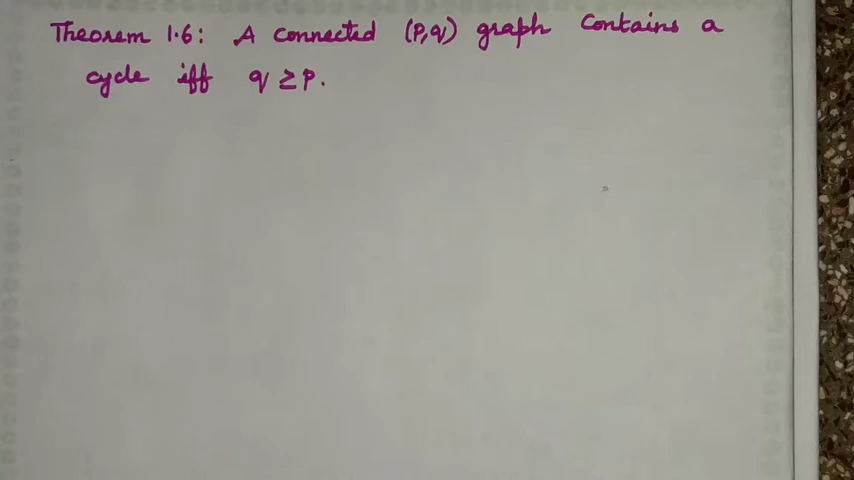 Theorem 1.6: A connected (p,q) graph contains a
cycle iff q ≥ p.